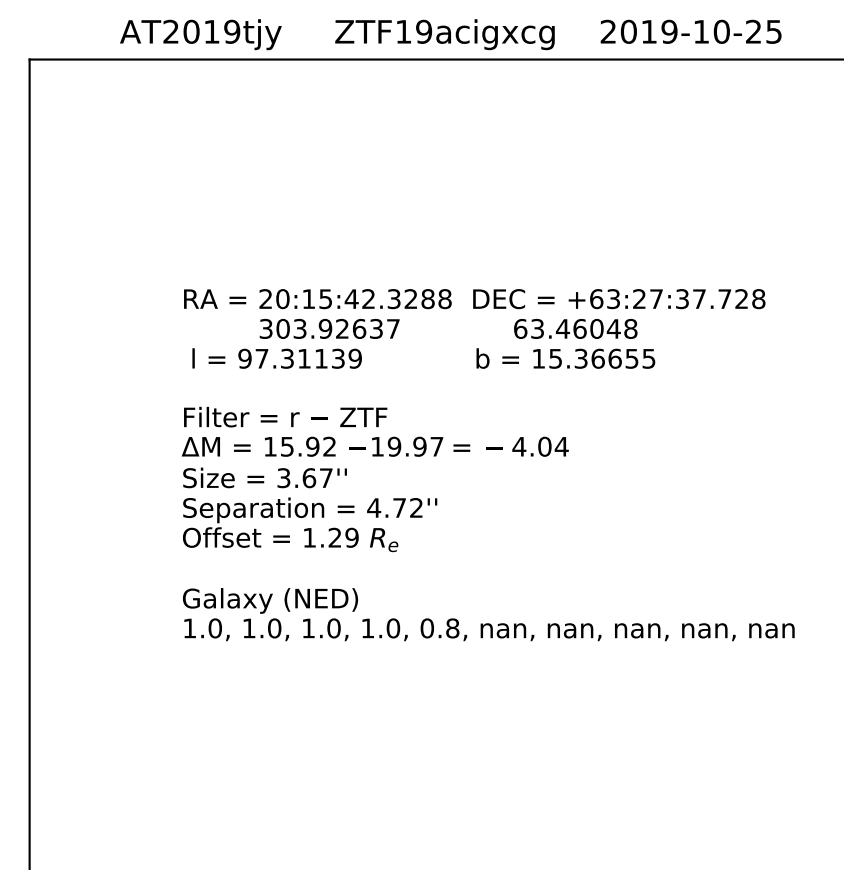 AT2019tjy ZTF19acigxcg 2019-10-25
RA = 20:15:42.3288 DEC = +63:27:37.728
303.92637 63.46048
l = 97.31139 b = 15.36655
Filter = r − ZTF
ΔM = 15.92 −19.97 = − 4.04
Size = 3.67''
Separation = 4.72''
Offset = 1.29 Re
Galaxy (NED)
1.0, 1.0, 1.0, 1.0, 0.8, nan, nan, nan, nan, nan